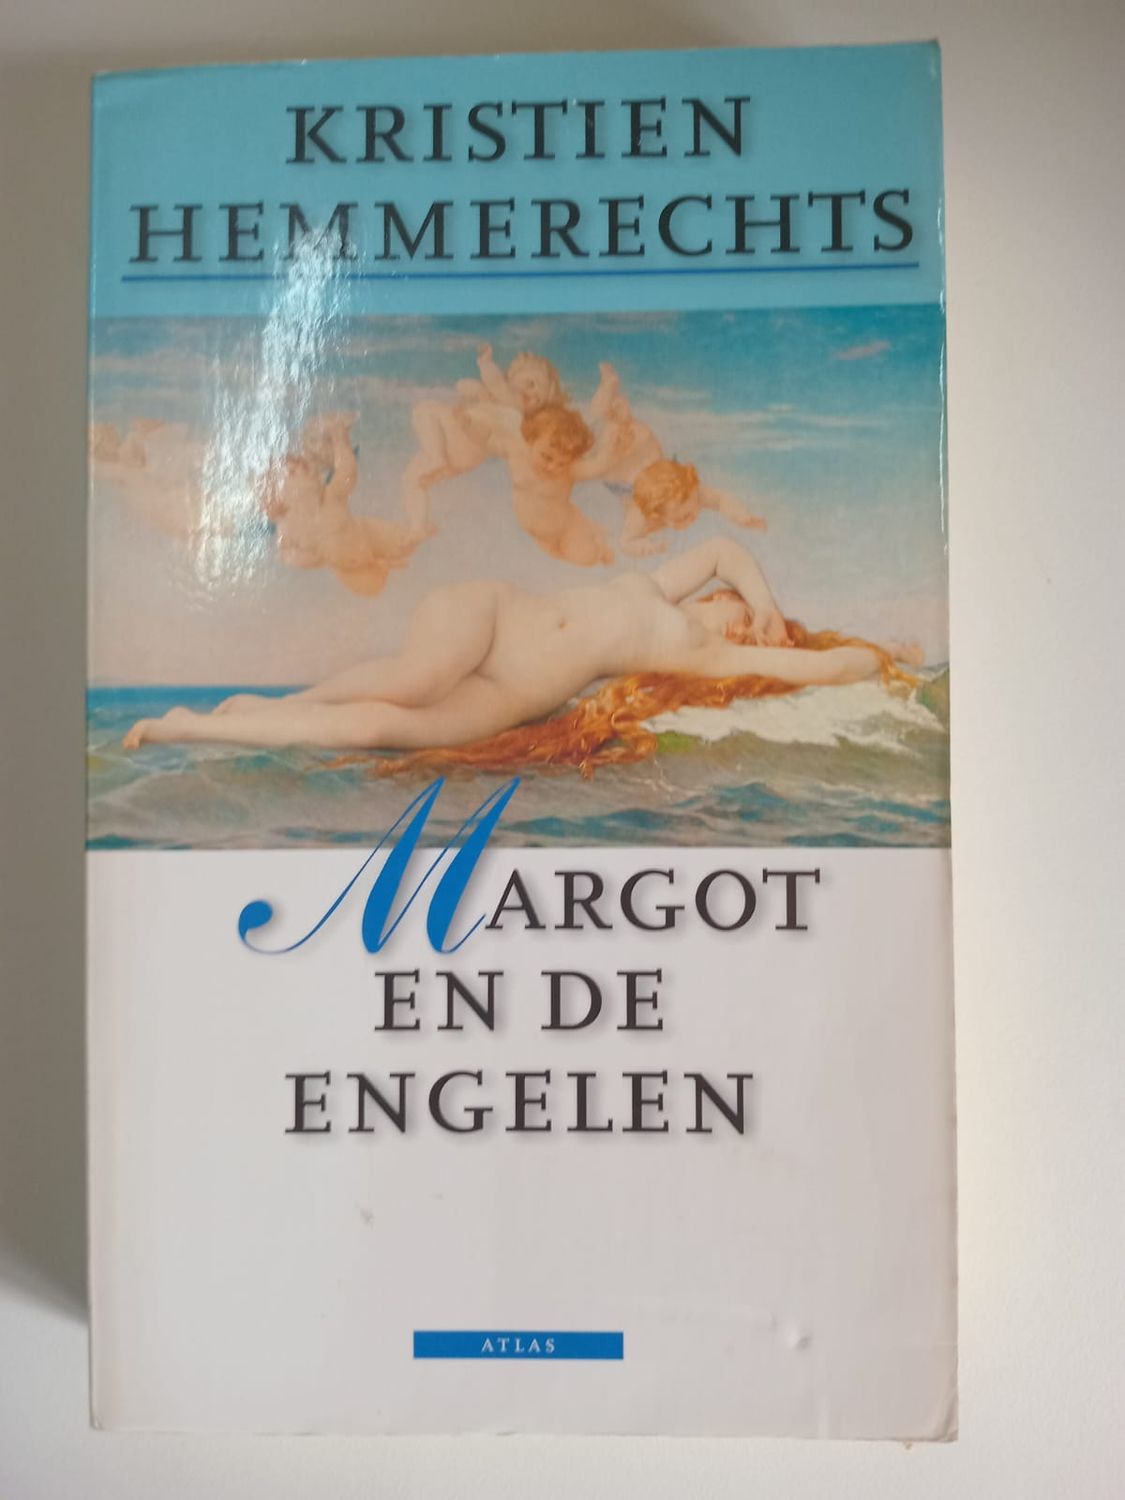 KRISTIEN
HEMMERECHTS
MARGOT
EN DE
ENGELEN
ATLAS